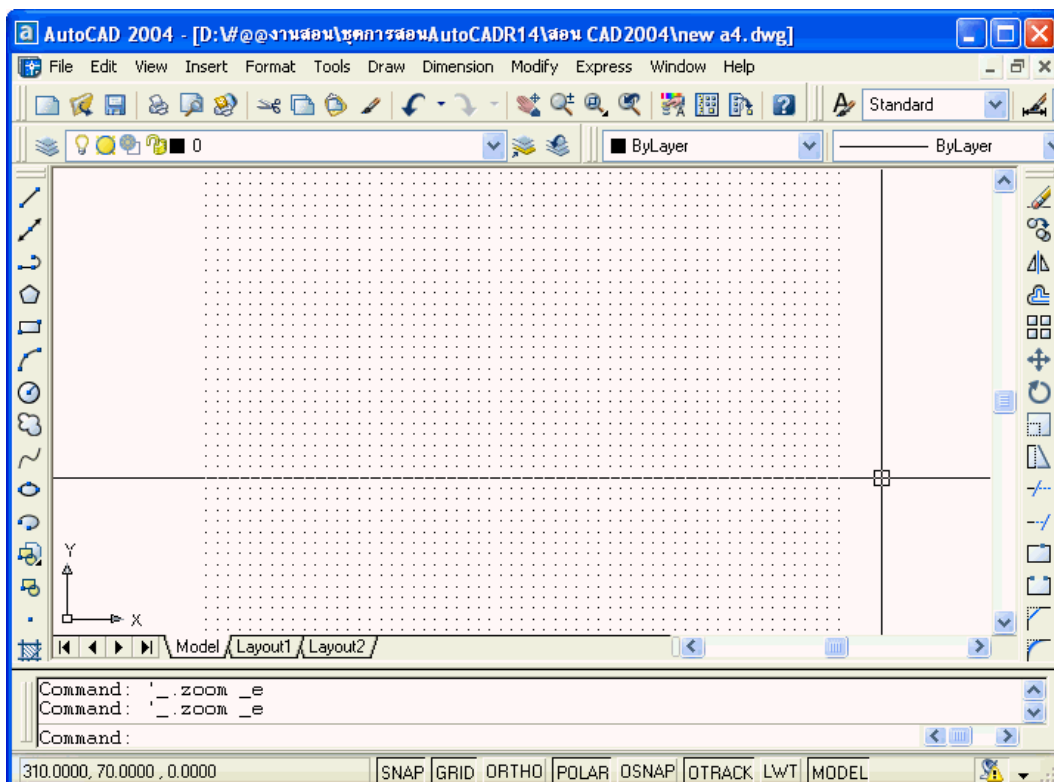 AutoCAD 2004 - [D:\#@@งานสอน\ชุดการสอนAutoCADR14\สอน CAD2004\new a4.dwg]
File Edit View Insert Format Tools Draw Dimension Modify Express Window Help
Standard
0 ByLayer ByLayer
Y
X
Model Layout1 Layout2
Command: '_.zoom _e
Command: '_.zoom _e
Command:
310.0000, 70.0000 , 0.0000 SNAP GRID ORTHO POLAR OSNAP OTRACK LWT MODEL